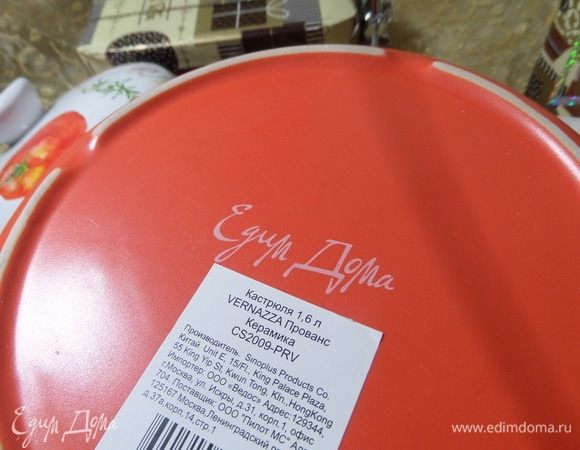 Едим Дома
Кастрюля 1,6 л
VERNAZZA Прованс
Керамика
CS2009-PRV
Производитель: Sinoplus Products Co.
Китай Unit E, 15/Fl, King Palace Plaza,
55 King Yip St, Kwun Tong, Kln, HongKong
Импортер: ООО «Ведос» Адрес:129344,
г.Москва, ул. Искры, д.31, корп.1, офис
704. Поставщик: ООО "Пилот МС"
125167 Москва,Ленинградский
д.37а,корп.14,стр.1
Едим Дома
www.edimdoma.ru